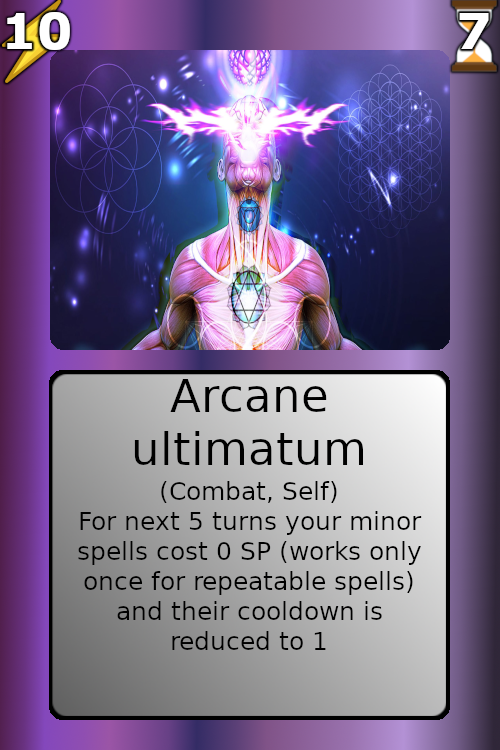 10
7
Arcane
ultimatum
(Combat, Self)
For next 5 turns your minor
spells cost 0 SP (works only
once for repeatable spells)
and their cooldown is
reduced to 1